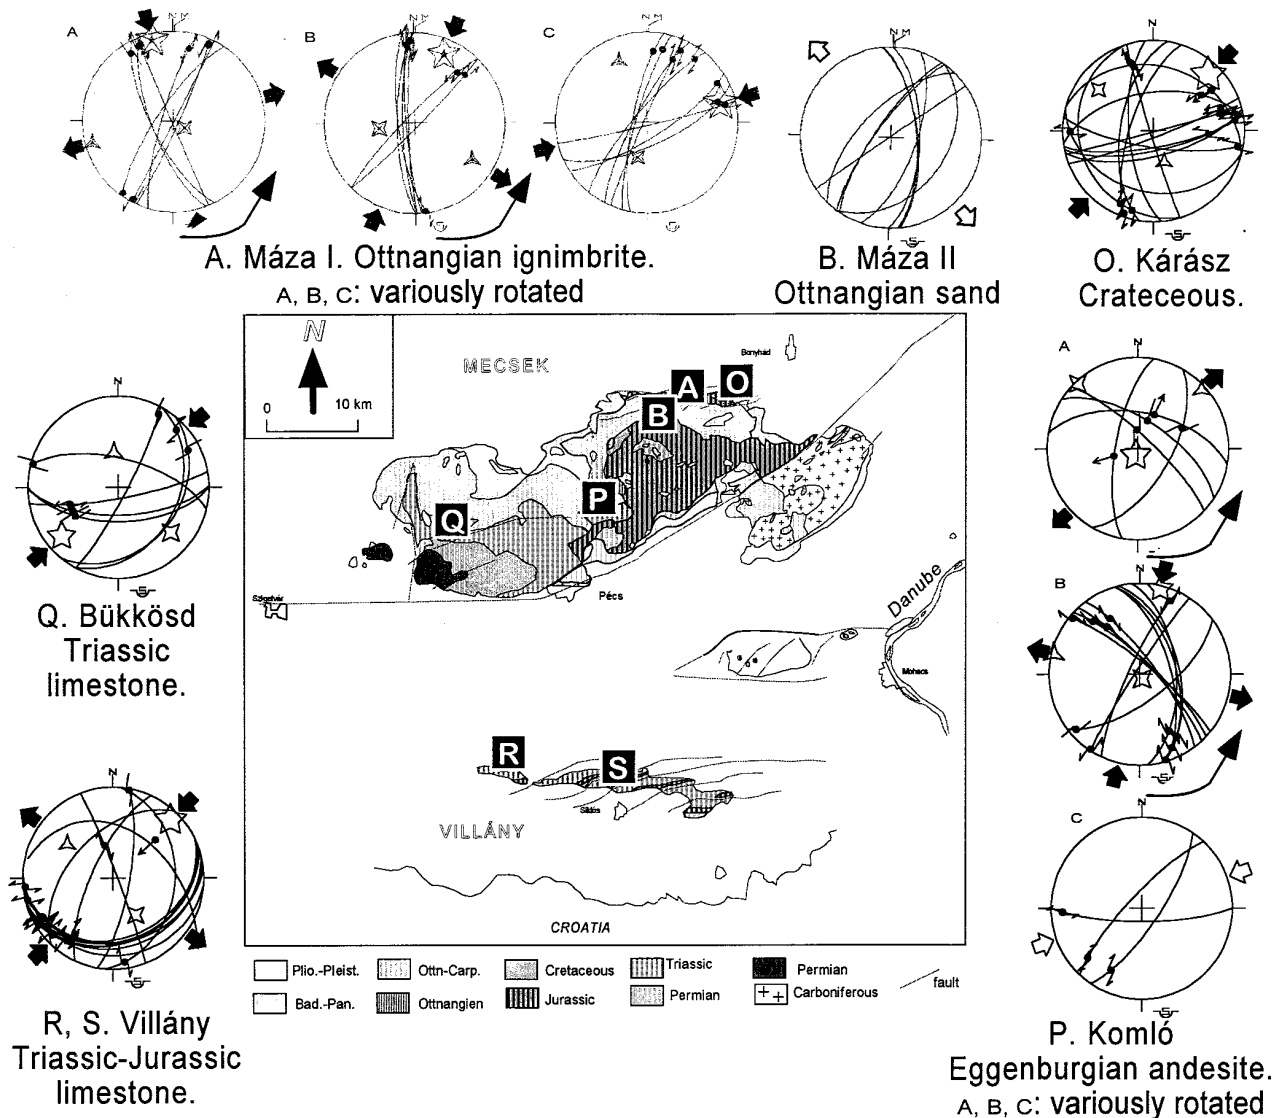 A
B
C
N M
N
A. Máza I. Ottnangian ignimbrite.
A, B, C: variously rotated
B. Máza II
Ottnangian sand
O. Kárász
Crateceous.
N
0
10 km
MECSEK
Bonyhád
A
O
B
P
Q
Szigetvár
Pécs
Danube
Mohács
R
S
Siklós
VILLÁNY
CROATIA
N
Q. Bükkösd
Triassic
limestone.
N
R, S. Villány
Triassic-Jurassic
limestone.
A
N
B
N
C
N
P. Komló
Eggenburgian andesite.
A, B, C: variously rotated
Plio.-Pleist.
Ottn-Carp.
Cretaceous
Triassic
Permian
fault
Bad.-Pan.
Ottnangien
Jurassic
Permian
Carboniferous